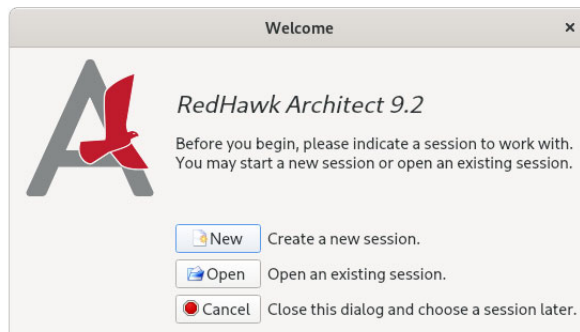 Welcome
RedHawk Architect 9.2
Before you begin, please indicate a session to work with.
You may start a new session or open an existing session.
New Create a new session.
Open Open an existing session.
Cancel Close this dialog and choose a session later.